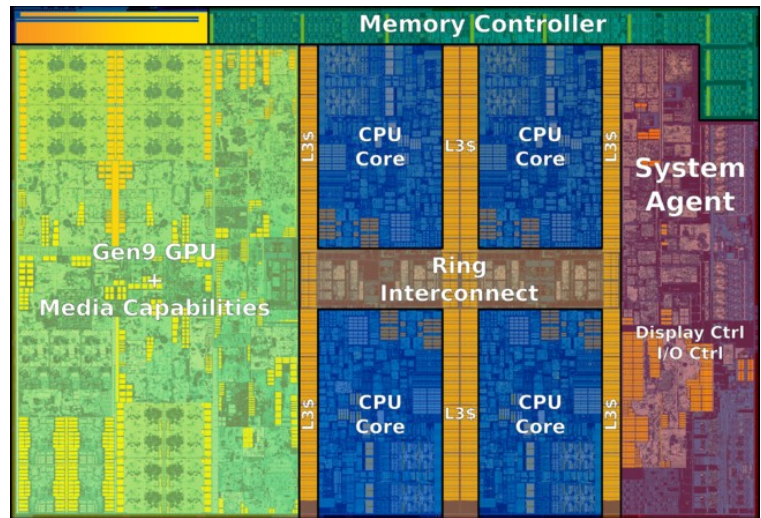 Memory Controller
CPU
Core
CPU
Core
L3$
L3$
L3$
System
Agent
Gen9 GPU
+
Media Capabilities
Ring
Interconnect
Display Ctrl
I/O Ctrl
CPU
Core
CPU
Core
L3$
L3$
L3$